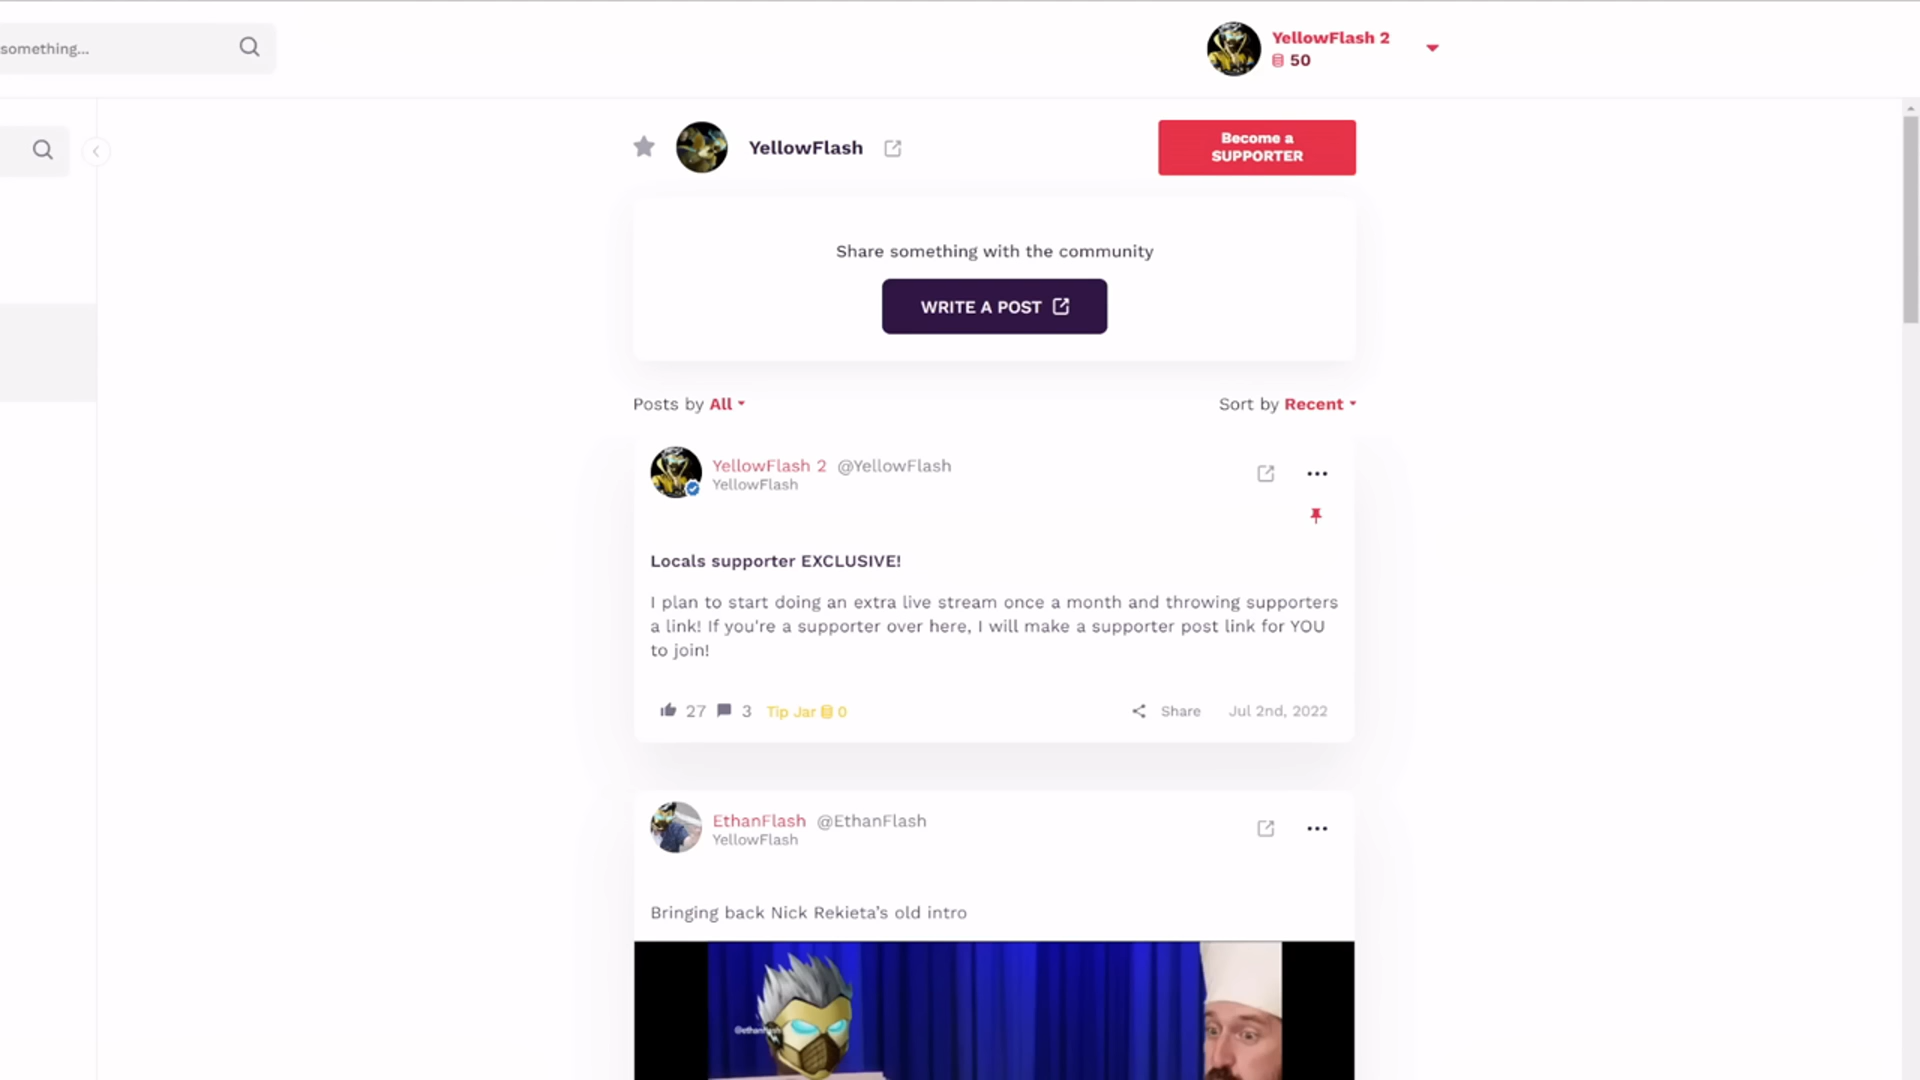 something...
YellowFlash 2
50
YellowFlash
Become a
SUPPORTER
Share something with the community
WRITE A POST
Posts by All
Sort by Recent
YellowFlash 2 @YellowFlash
YellowFlash
Locals supporter EXCLUSIVE!
I plan to start doing an extra live stream once a month and throwing supporters
a link! If you're a supporter over here, I will make a supporter post link for YOU
to join!
27 3 Tip Jar 0
Share Jul 2nd, 2022
EthanFlash @EthanFlash
YellowFlash
Bringing back Nick Rekieta's old intro
@ethanflash